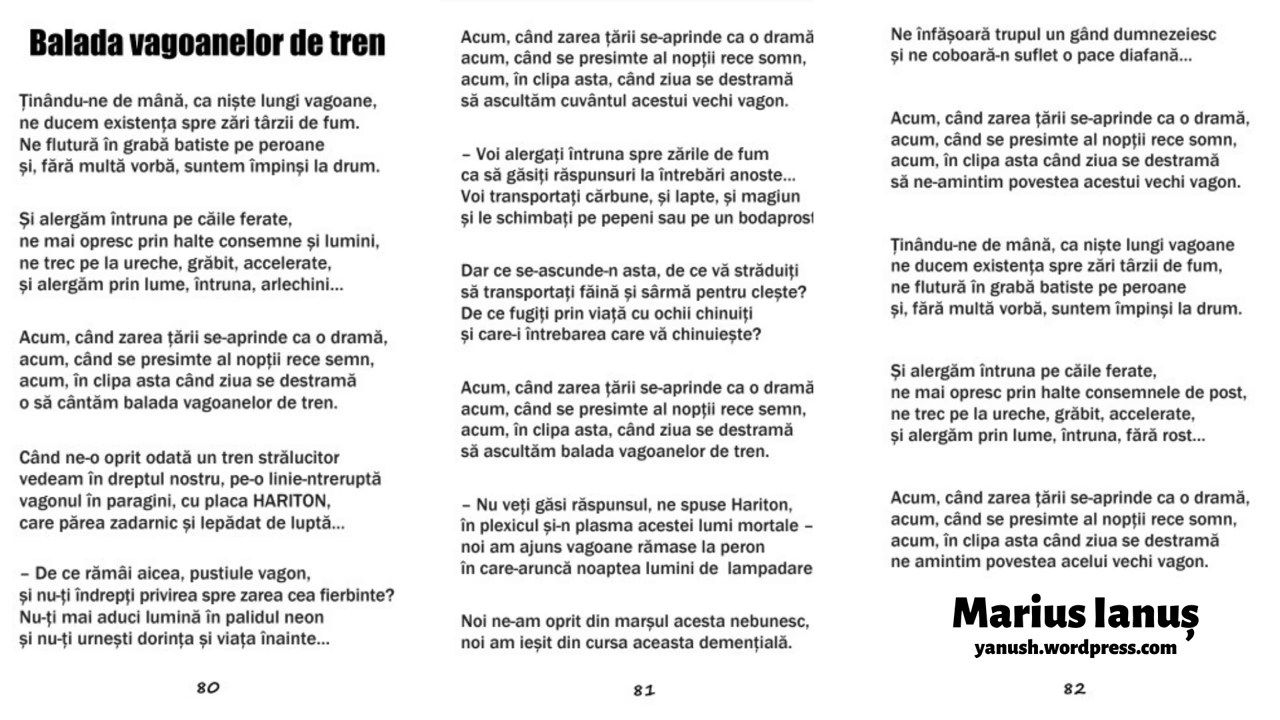 Balada vagoanelor de tren
Ținându-ne de mână, ca niște lungi vagoane,
ne ducem existența spre zări târzii de fum.
Ne flutură în grabă batiste pe peroane
și, fără multă vorbă, suntem împinși la drum.
Și alergăm întruna pe căile ferate,
ne mai opresc prin halte consemne și lumini,
ne trec pe la ureche, grăbit, accelerate,
și alergăm prin lume, întruna, arlechini...
Acum, când zarea țării se-aprinde ca o dramă,
acum, când se presimte al nopții rece semn,
acum, în clipa asta când ziua se destramă
o să cântăm balada vagoanelor de tren.
Când ne-o oprit odată un tren strălucitor
vedeam în dreptul nostru, pe-o linie-ntreruptă
vagonul în paragini, cu placa HARITON,
care părea zadarnic și lepădat de luptă...
– De ce rămâi aicea, pustiule vagon,
și nu-ți îndrepți privirea spre zarea cea fierbinte?
Nu-ți mai aduci lumină în palidul neon
și nu-ți urnești dorința și viața înainte...
80
Acum, când zarea țării se-aprinde ca o dramă
acum, când se presimte al nopții rece somn,
acum, în clipa asta, când ziua se destramă
să ascultăm cuvântul acestui vechi vagon.
– Voi alergați întruna spre zările de fum
ca să găsiți răspunsuri la întrebări anoste...
Voi transportați cărbune, și lapte, și magiun
și le schimbați pe pepeni sau pe un bodaprost
Dar ce se-ascunde-n asta, de ce vă străduiți
să transportați făină și sârmă pentru clește?
De ce fugiți prin viață cu ochii chinuiți
și care-i întrebarea care vă chinuiește?
Acum, când zarea țării se-aprinde ca o dramă
acum, când se presimte al nopții rece semn,
acum, în clipa asta, când ziua se destramă
să ascultăm balada vagoanelor de tren.
– Nu veți găsi răspunsul, ne spuse Hariton,
în plexicul și-n plasma acestei lumi mortale –
noi am ajuns vagoane rămase la peron
în care-aruncă noaptea lumini de lampadare
Noi ne-am oprit din marșul acesta nebunesc,
noi am ieșit din cursa aceasta demențială.
81
Ne înfășoară trupul un gând dumnezeiesc
și ne coboară-n suflet o pace diafană...
Acum, când zarea țării se-aprinde ca o dramă,
acum, când se presimte al nopții rece somn,
acum, în clipa asta când ziua se destramă
să ne-amintim povestea acestui vechi vagon.
Ținându-ne de mână, ca niște lungi vagoane
ne ducem existența spre zări târzii de fum,
ne flutură în grabă batiste pe peroane
și, fără multă vorbă, suntem împinși la drum.
Și alergăm întruna pe căile ferate,
ne mai opresc prin halte consemnele de post,
ne trec pe la ureche, grăbit, accelerate,
și alergăm prin lume, întruna, fără rost...
Acum, când zarea țării se-aprinde ca o dramă,
acum, când se presimte al nopții rece somn,
acum, în clipa asta când ziua se destramă
ne amintim povestea acelui vechi vagon.
Marius Ianuș
yanush.wordpress.com
82